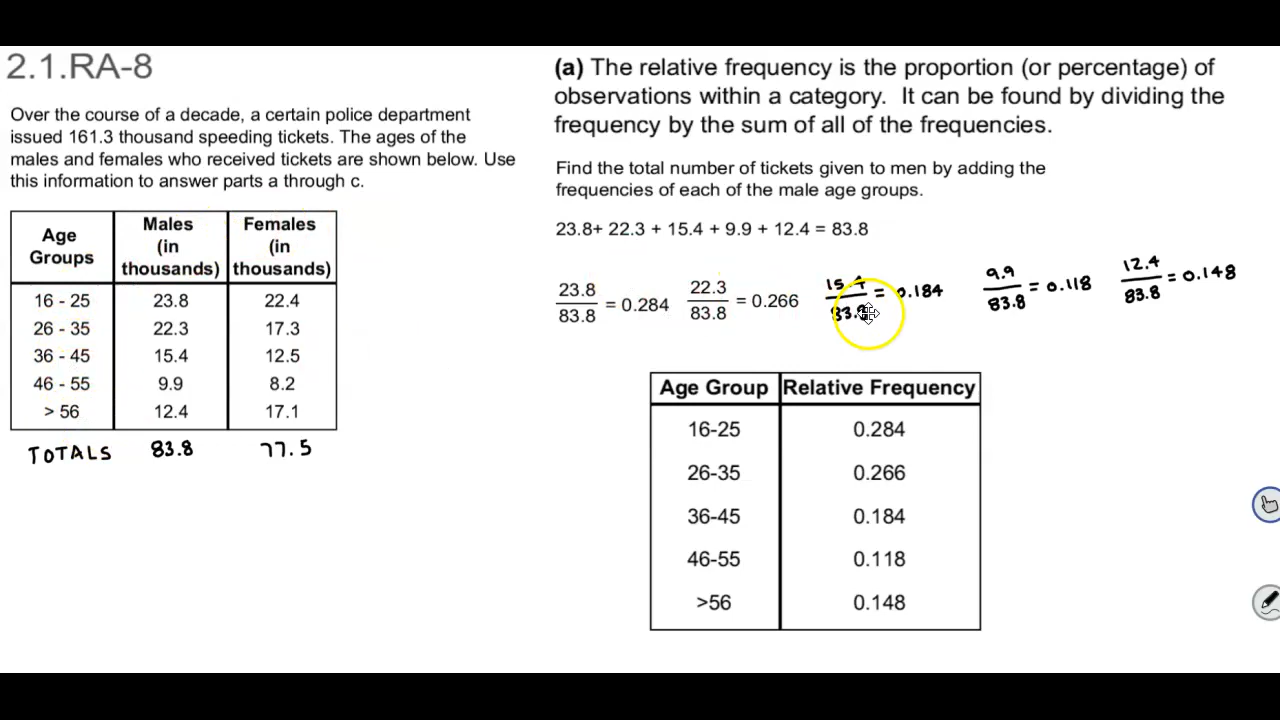 2.1.RA-8
Over the course of a decade, a certain police department
issued 161.3 thousand speeding tickets. The ages of the
males and females who received tickets are shown below. Use
this information to answer parts a through c.
Age Groups Males (in thousands) Females (in thousands)
16 - 25 23.8 22.4
26 - 35 22.3 17.3
36 - 45 15.4 12.5
46 - 55 9.9 8.2
> 56 12.4 17.1
TOTALS 83.8 77.5
(a) The relative frequency is the proportion (or percentage) of
observations within a category. It can be found by dividing the
frequency by the sum of all of the frequencies.
Find the total number of tickets given to men by adding the
frequencies of each of the male age groups.
23.8+ 22.3 + 15.4 + 9.9 + 12.4 = 83.8
23.8/83.8 = 0.284 22.3/83.8 = 0.266 15.4/83.8 = 0.184 9.9/83.8 = 0.118 12.4/83.8 = 0.148
Age Group Relative Frequency
16-25 0.284
26-35 0.266
36-45 0.184
46-55 0.118
>56 0.148